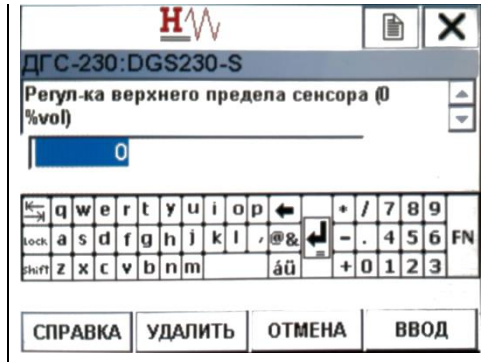 H
ДГС-230:DGS230-S
Регул-ка верхнего предела сенсора (0
%vol)
0
q w e r t y u i o p * / 7 8 9
Lock a s d f g h j k l , @& - . 4 5 6 FN
Shift z x c v b n m áü = + 0 1 2 3
СПРАВКА УДАЛИТЬ ОТМЕНА ВВОД